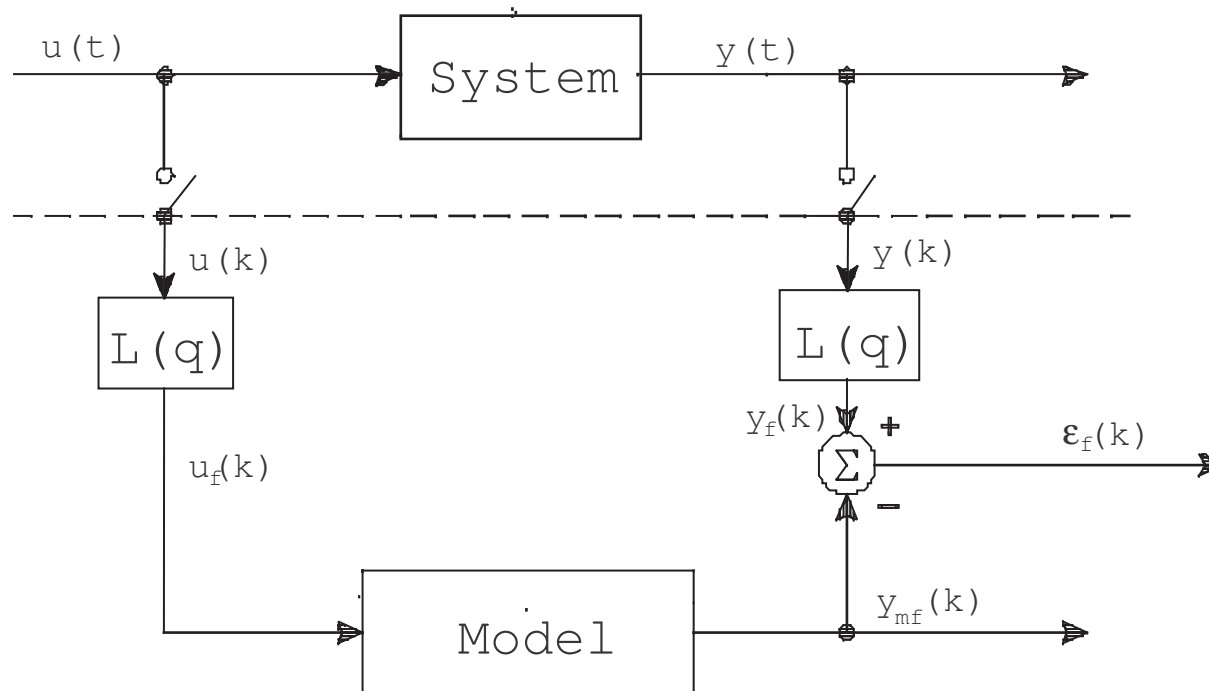 u(t)
System
y(t)
u(k)
y(k)
L(q)
L(q)
y_f(k)
+
ε_f(k)
Σ
u_f(k)
−
y_mf(k)
Model